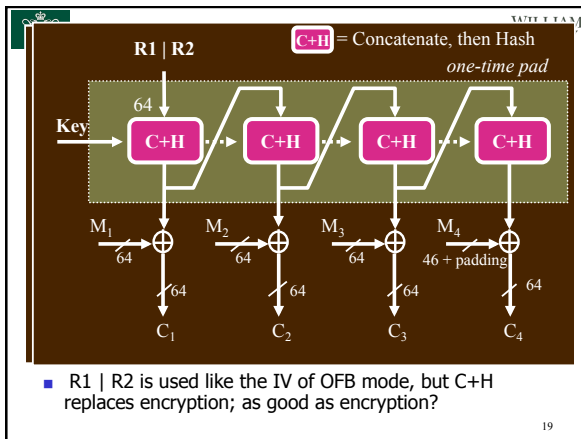 WILLIAM
C+H = Concatenate, then Hash
R1 | R2
one-time pad
64
Key
C+H C+H C+H C+H
M1 M2 M3 M4
64 64 64 46 + padding
64 64 64 64
C1 C2 C3 C4
R1 | R2 is used like the IV of OFB mode, but C+H
replaces encryption; as good as encryption?
19